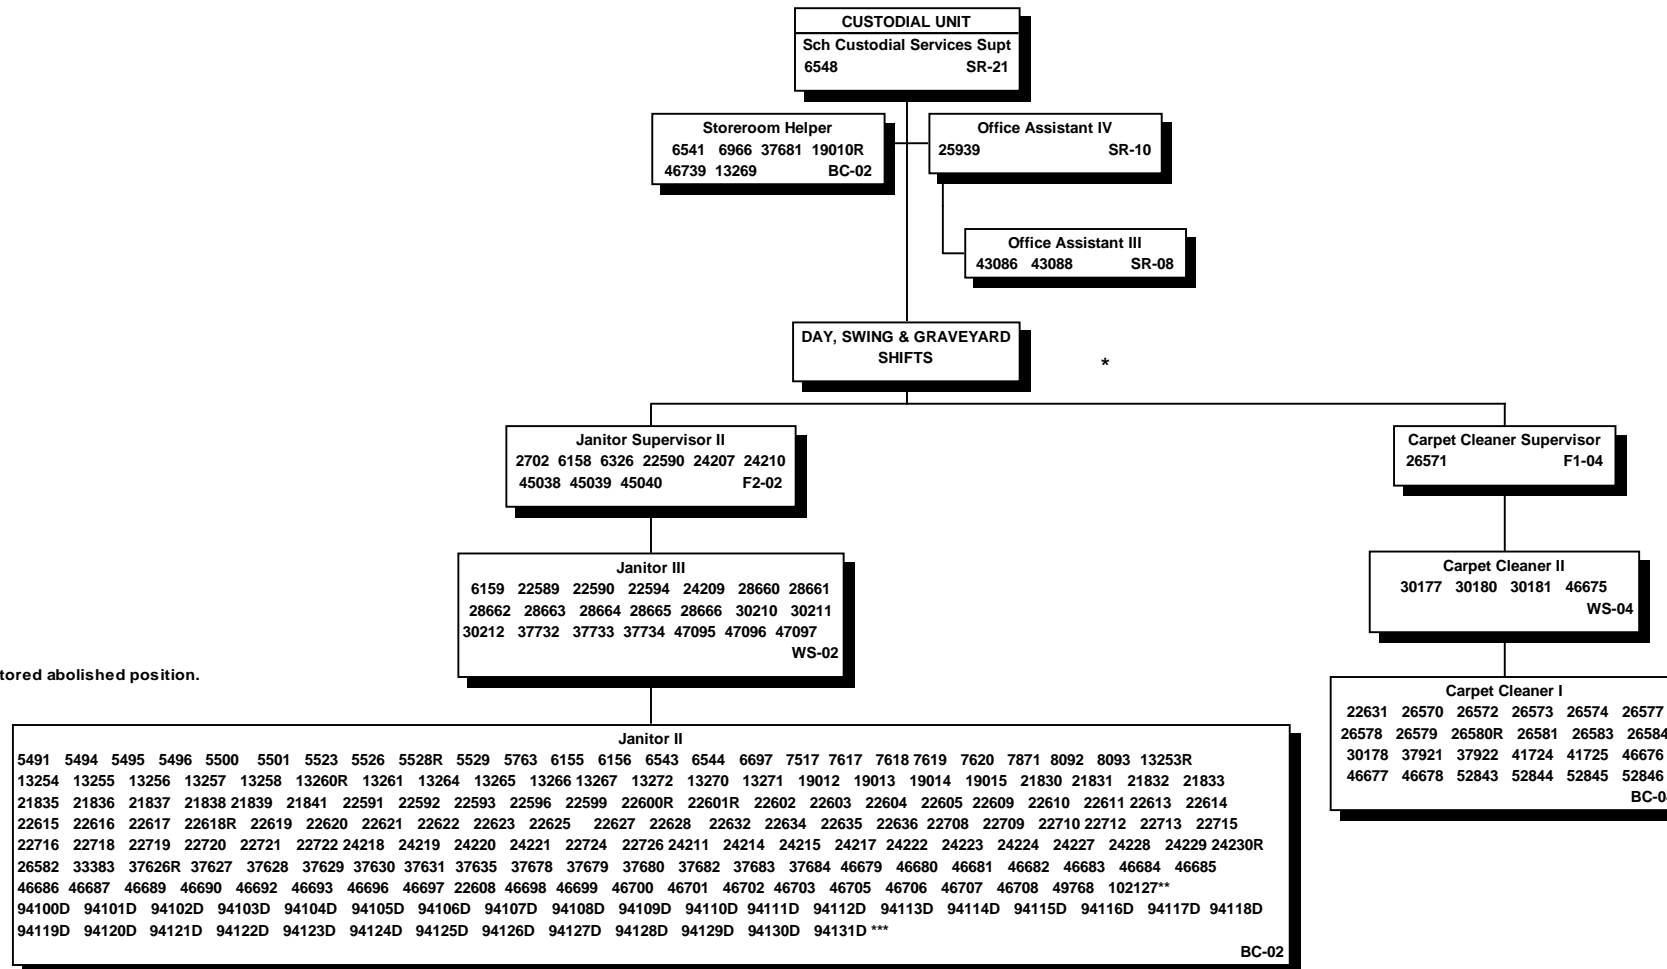 CUSTODIAL UNIT
Sch Custodial Services Supt
6548 SR-21
Storeroom Helper
6541 6966 37681 19010R
46739 13269 BC-02
Office Assistant IV
25939 SR-10
Office Assistant III
43086 43088 SR-08
DAY, SWING & GRAVEYARD
SHIFTS
*
Janitor Supervisor II
2702 6158 6326 22590 24207 24210
45038 45039 45040 F2-02
Carpet Cleaner Supervisor
26571 F1-04
Janitor III
6159 22589 22590 22594 24209 28660 28661
28662 28663 28664 28665 28666 30210 30211
30212 37732 37733 37734 47095 47096 47097
WS-02
Carpet Cleaner II
30177 30180 30181 46675
WS-04
tored abolished position.
Carpet Cleaner I
22631 26570 26572 26573 26574 26577
26578 26579 26580R 26581 26583 26584
30178 37921 37922 41724 41725 46676
46677 46678 52843 52844 52845 52846
Janitor II
5491 5494 5495 5496 5500 5501 5523 5526 5528R 5529 5763 6155 6156 6543 6544 6697 7517 7617 7618 7619 7620 7871 8092 8093 13253R
13254 13255 13256 13257 13258 13260R 13261 13264 13265 13266 13267 13272 13270 13271 19012 19013 19014 19015 21830 21831 21832 21833
21835 21836 21837 21838 21839 21841 22591 22592 22593 22596 22599 22600R 22601R 22602 22603 22604 22605 22609 22610 22611 22613 22614
22615 22616 22617 22618R 22619 22620 22621 22622 22623 22625 22627 22628 22632 22634 22635 22636 22708 22709 22710 22712 22713 22715
22716 22718 22719 22720 22721 22722 24218 24219 24220 24221 22724 22726 24211 24214 24215 24217 24222 24223 24224 24227 24228 24229 24230R
26582 33383 37626R 37627 37628 37629 37630 37631 37635 37678 37679 37680 37682 37683 37684 46679 46680 46681 46682 46683 46684 46685
46686 46687 46689 46690 46692 46693 46696 46697 22608 46698 46699 46700 46701 46702 46703 46705 46706 46707 46708 49768 102127**
94100D 94101D 94102D 94103D 94104D 94105D 94106D 94107D 94108D 94109D 94110D 94111D 94112D 94113D 94114D 94115D 94116D 94117D 94118D
94119D 94120D 94121D 94122D 94123D 94124D 94125D 94126D 94127D 94128D 94129D 94130D 94131D ***
BC-02